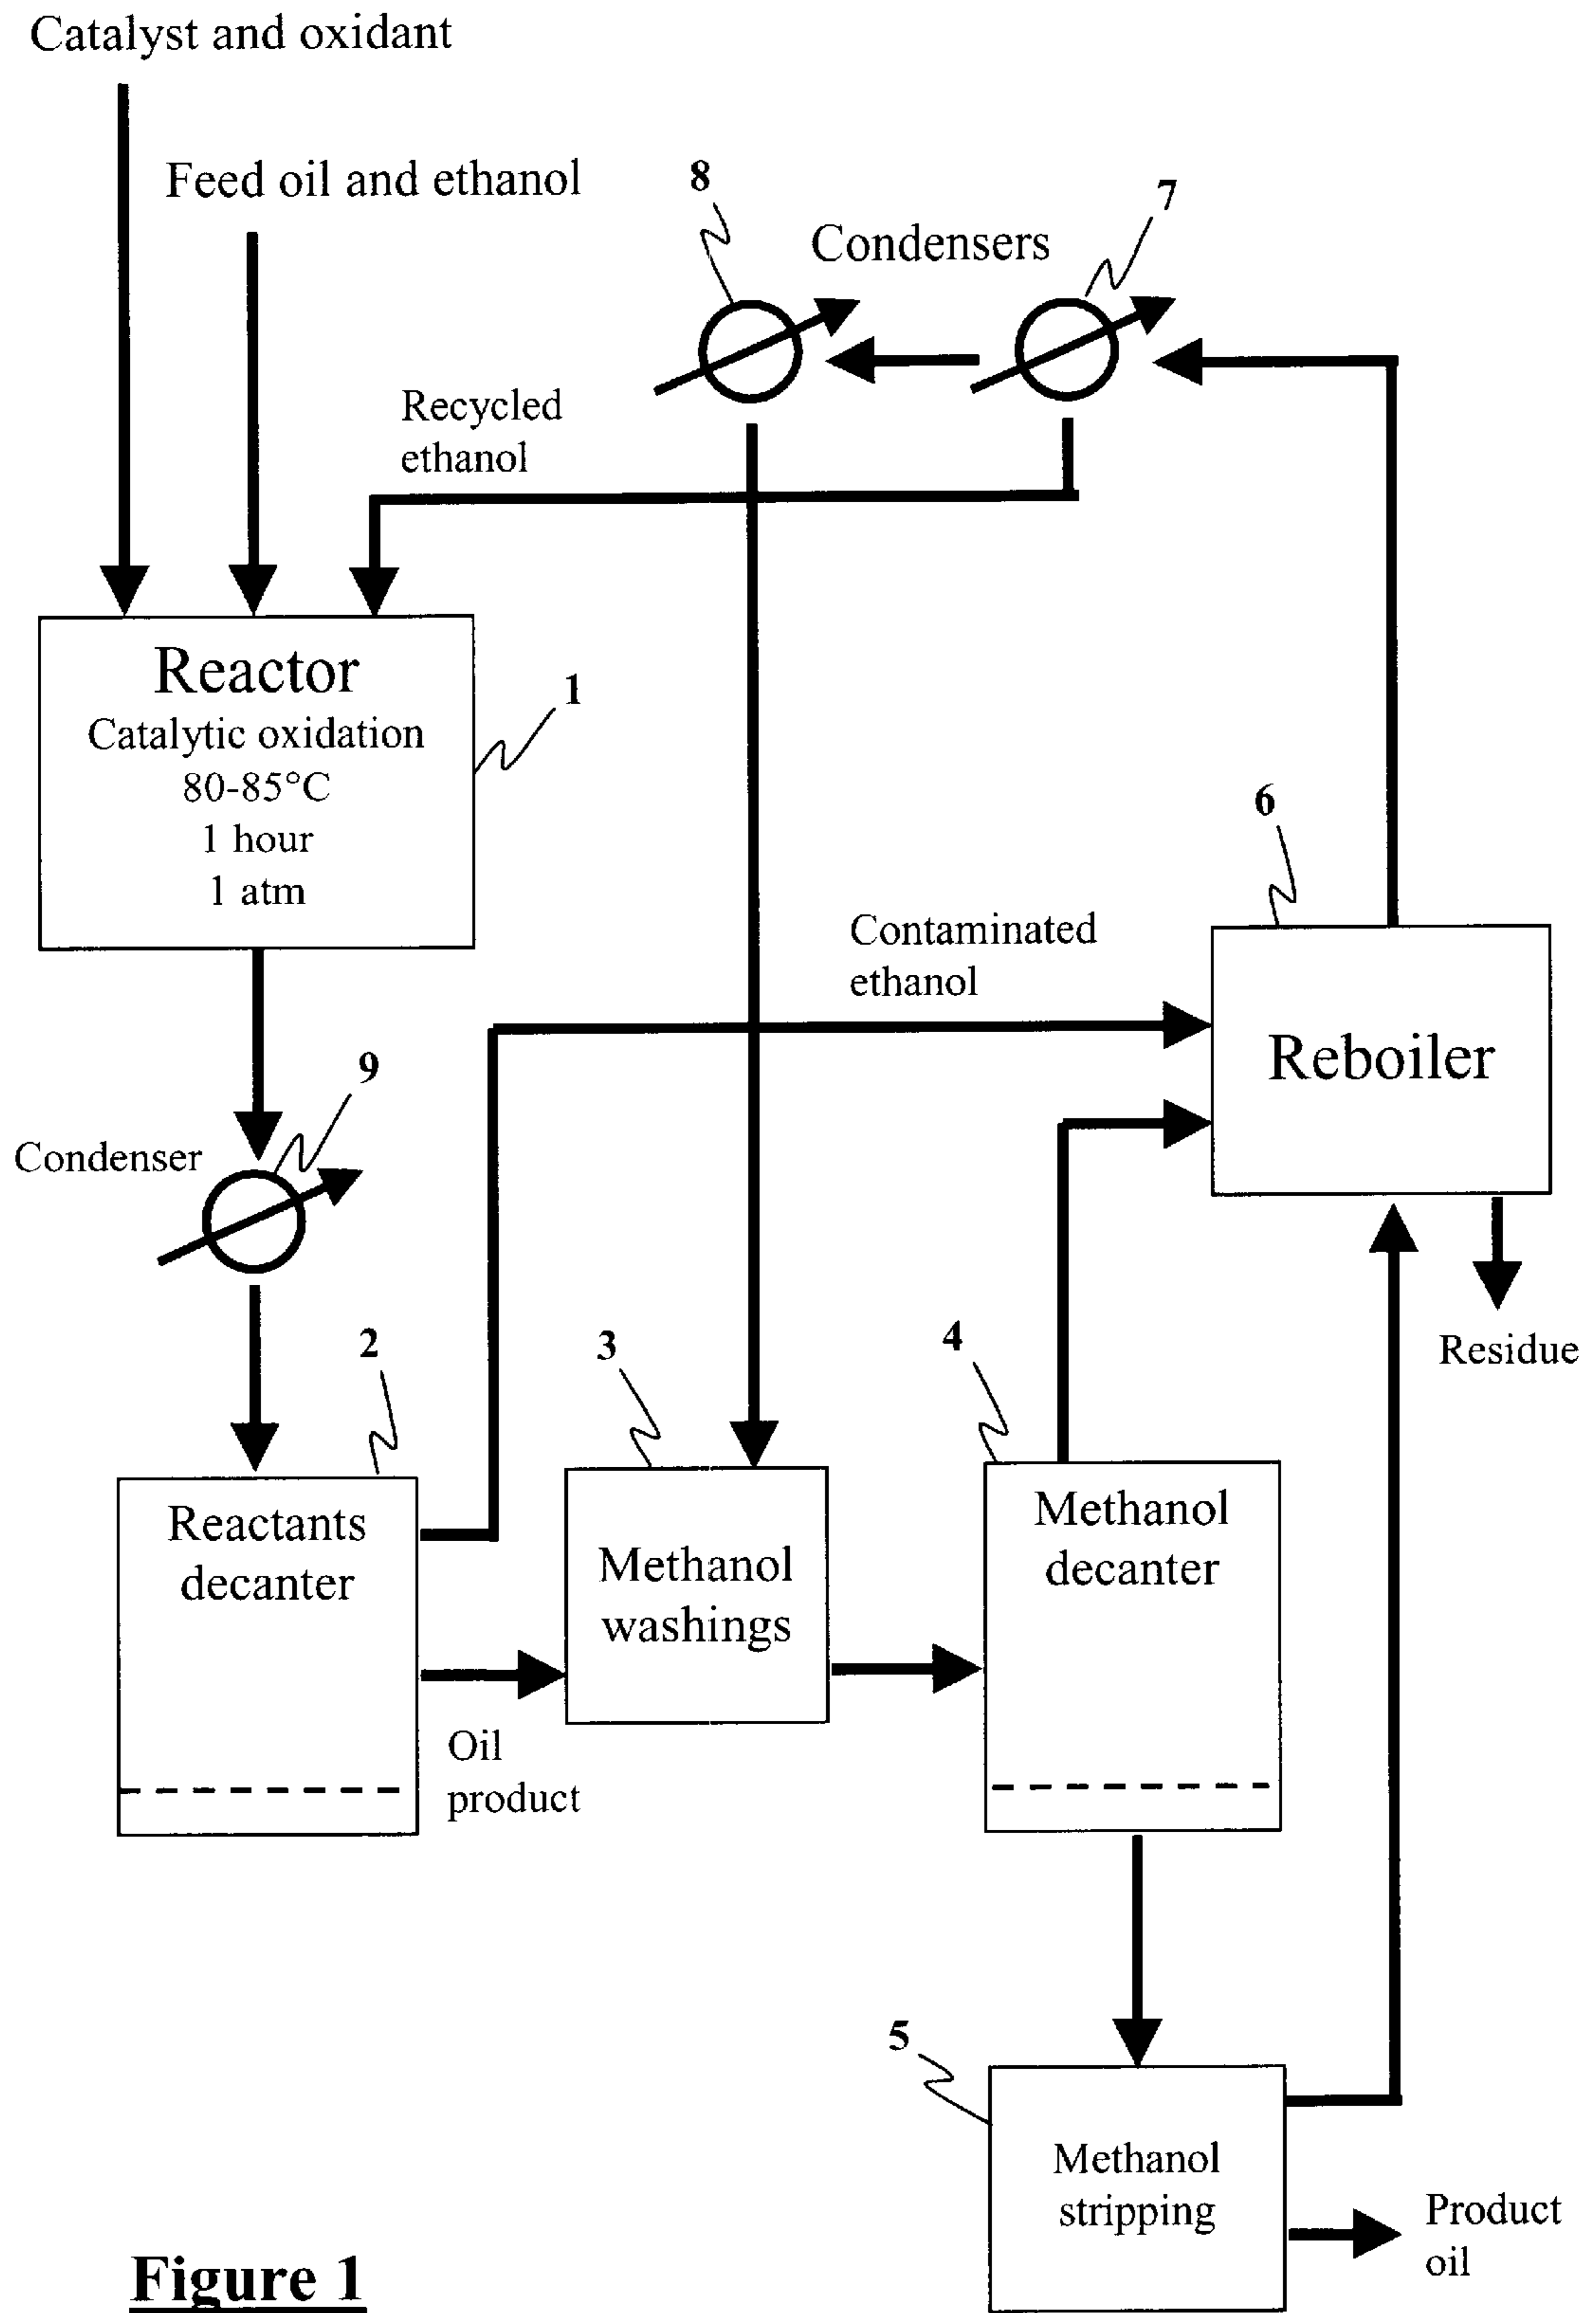 Catalyst and oxidant
Feed oil and ethanol
8
7
Condensers
Recycled
ethanol
Reactor
Catalytic oxidation
80-85°C
1 hour
1 atm
1
6
Contaminated
ethanol
Reboiler
9
Condenser
2
3
4
Residue
Reactants
decanter
Methanol
washings
Methanol
decanter
Oil
product
5
Methanol
stripping
Product
oil
Figure 1